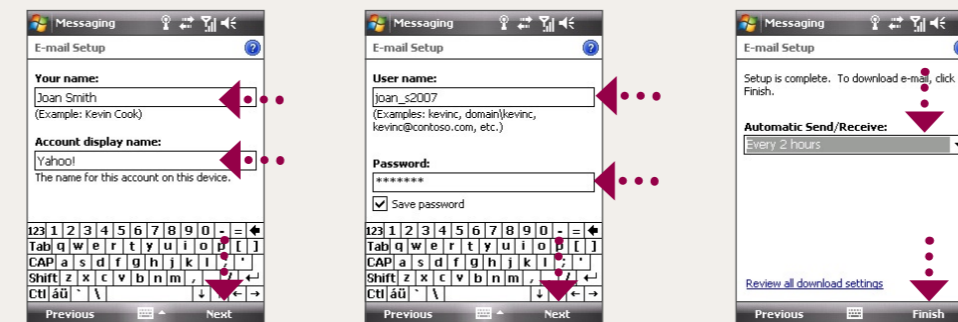 Messaging
E-mail Setup
Your name:
Joan Smith
(Example: Kevin Cook)
Account display name:
Yahoo!
The name for this account on this device.
123 1 2 3 4 5 6 7 8 9 0 - = 
Tab q w e r t y u i o p [ ]
CAP a s d f g h j k l ; '
Shift z x c v b n m , /
Ctl áü ` \
Previous Next
Messaging
E-mail Setup
User name:
joan_s2007
(Examples: kevinc, domain\kevinc,
kevinc@contoso.com, etc.)
Password:
*******
Save password
123 1 2 3 4 5 6 7 8 9 0 - =
Tab q w e r t y u i o p [ ]
CAP a s d f g h j k l ; '
Shift z x c v b n m , /
Ctl áü ` \
Previous Next
Messaging
E-mail Setup
Setup is complete. To download e-mail, click
Finish.
Automatic Send/Receive:
Every 2 hours
Review all download settings
Previous Finish